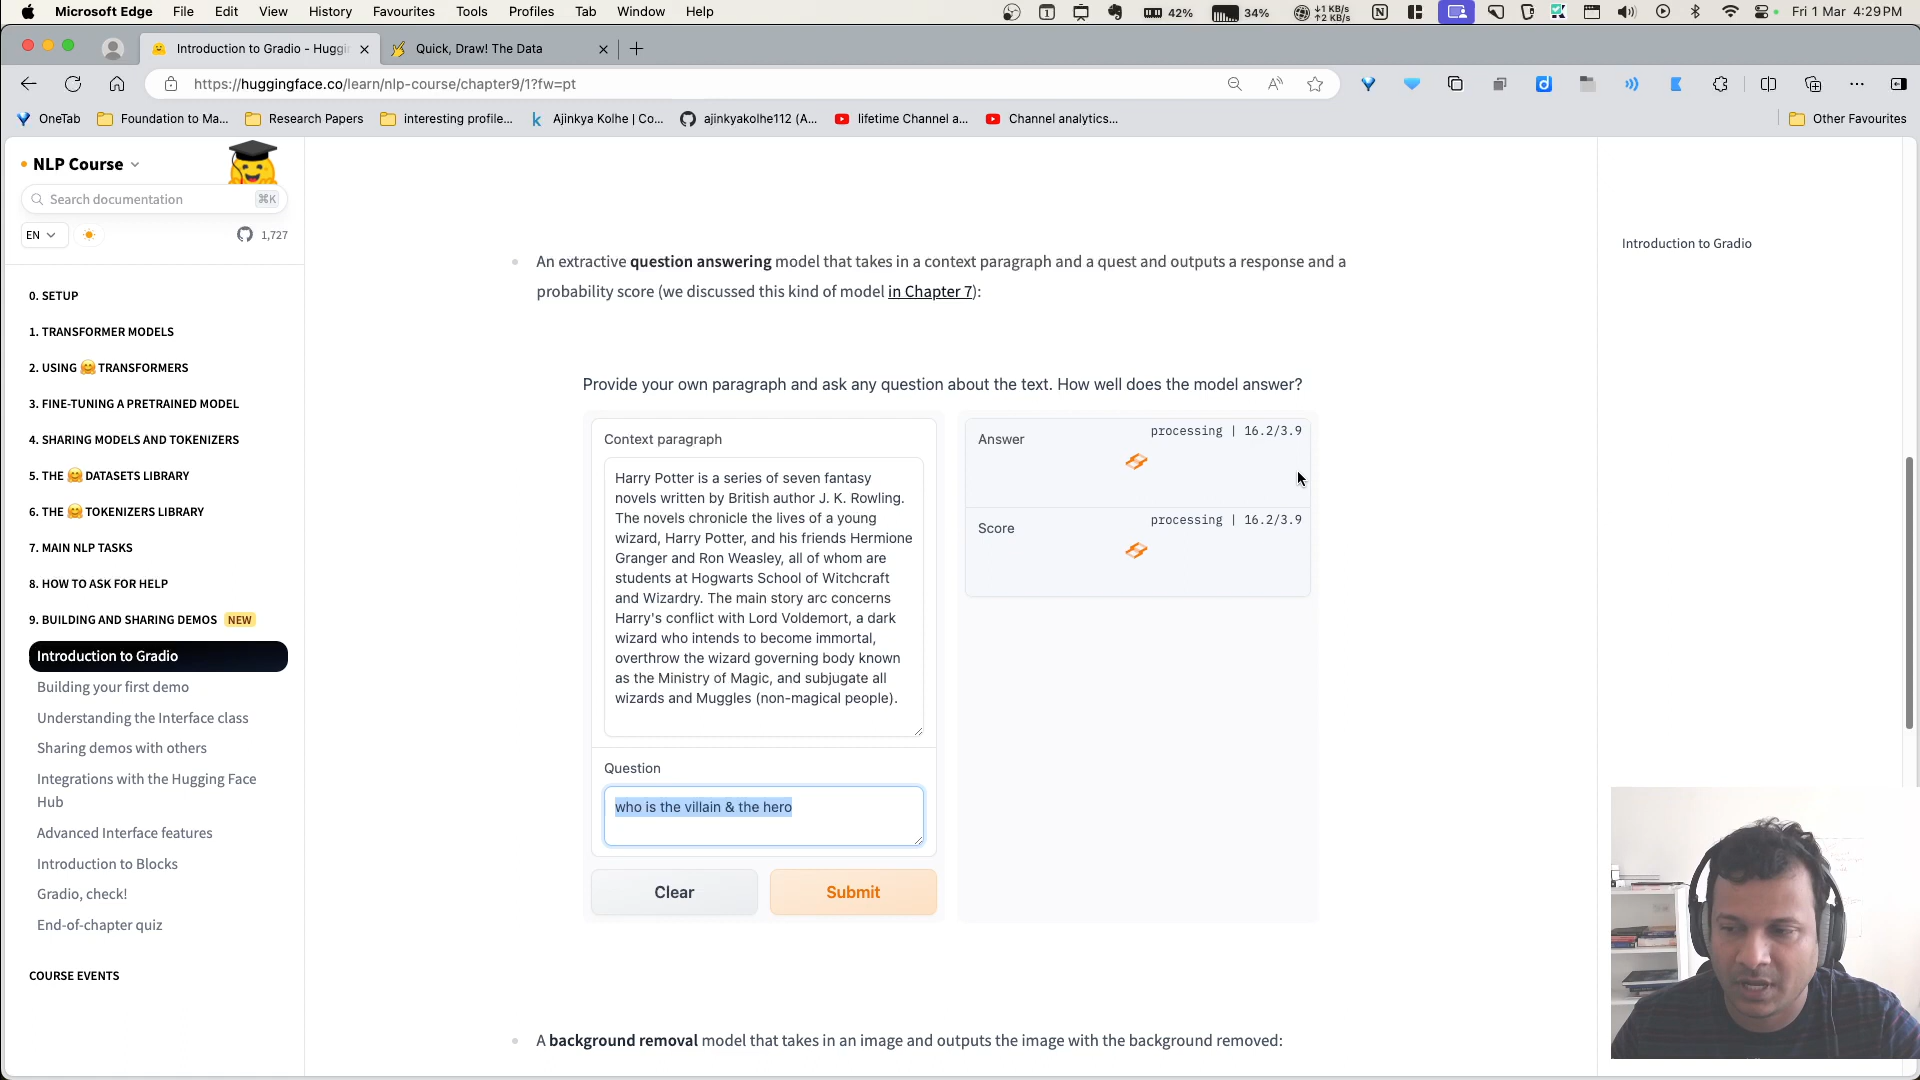 Microsoft Edge File Edit View History Favourites Tools Profiles Tab Window Help 42% 34% ↑1 KB/s ↑2 KB/s Fri 1 Mar 4:29 PM
Introduction to Gradio - Huggi
Quick, Draw! The Data
https://huggingface.co/learn/nlp-course/chapter9/1?fw=pt
OneTab Foundation to Ma... Research Papers interesting profile... Ajinkya Kolhe | Co... ajinkyakolhe112 (A... lifetime Channel a... Channel analytics... Other Favourites
NLP Course
Search documentation ⌘K
EN 1,727
0. SETUP
1. TRANSFORMER MODELS
2. USING 🤗 TRANSFORMERS
3. FINE-TUNING A PRETRAINED MODEL
4. SHARING MODELS AND TOKENIZERS
5. THE 🤗 DATASETS LIBRARY
6. THE 🤗 TOKENIZERS LIBRARY
7. MAIN NLP TASKS
8. HOW TO ASK FOR HELP
9. BUILDING AND SHARING DEMOS NEW
Introduction to Gradio
Building your first demo
Understanding the Interface class
Sharing demos with others
Integrations with the Hugging Face
Hub
Advanced Interface features
Introduction to Blocks
Gradio, check!
End-of-chapter quiz
COURSE EVENTS
An extractive question answering model that takes in a context paragraph and a quest and outputs a response and a
probability score (we discussed this kind of model in Chapter 7):
Provide your own paragraph and ask any question about the text. How well does the model answer?
Context paragraph
Harry Potter is a series of seven fantasy
novels written by British author J. K. Rowling.
The novels chronicle the lives of a young
wizard, Harry Potter, and his friends Hermione
Granger and Ron Weasley, all of whom are
students at Hogwarts School of Witchcraft
and Wizardry. The main story arc concerns
Harry's conflict with Lord Voldemort, a dark
wizard who intends to become immortal,
overthrow the wizard governing body known
as the Ministry of Magic, and subjugate all
wizards and Muggles (non-magical people).
Question
who is the villain & the hero
Clear Submit
Answer
processing | 16.2/3.9
Score
processing | 16.2/3.9
A background removal model that takes in an image and outputs the image with the background removed:
Introduction to Gradio